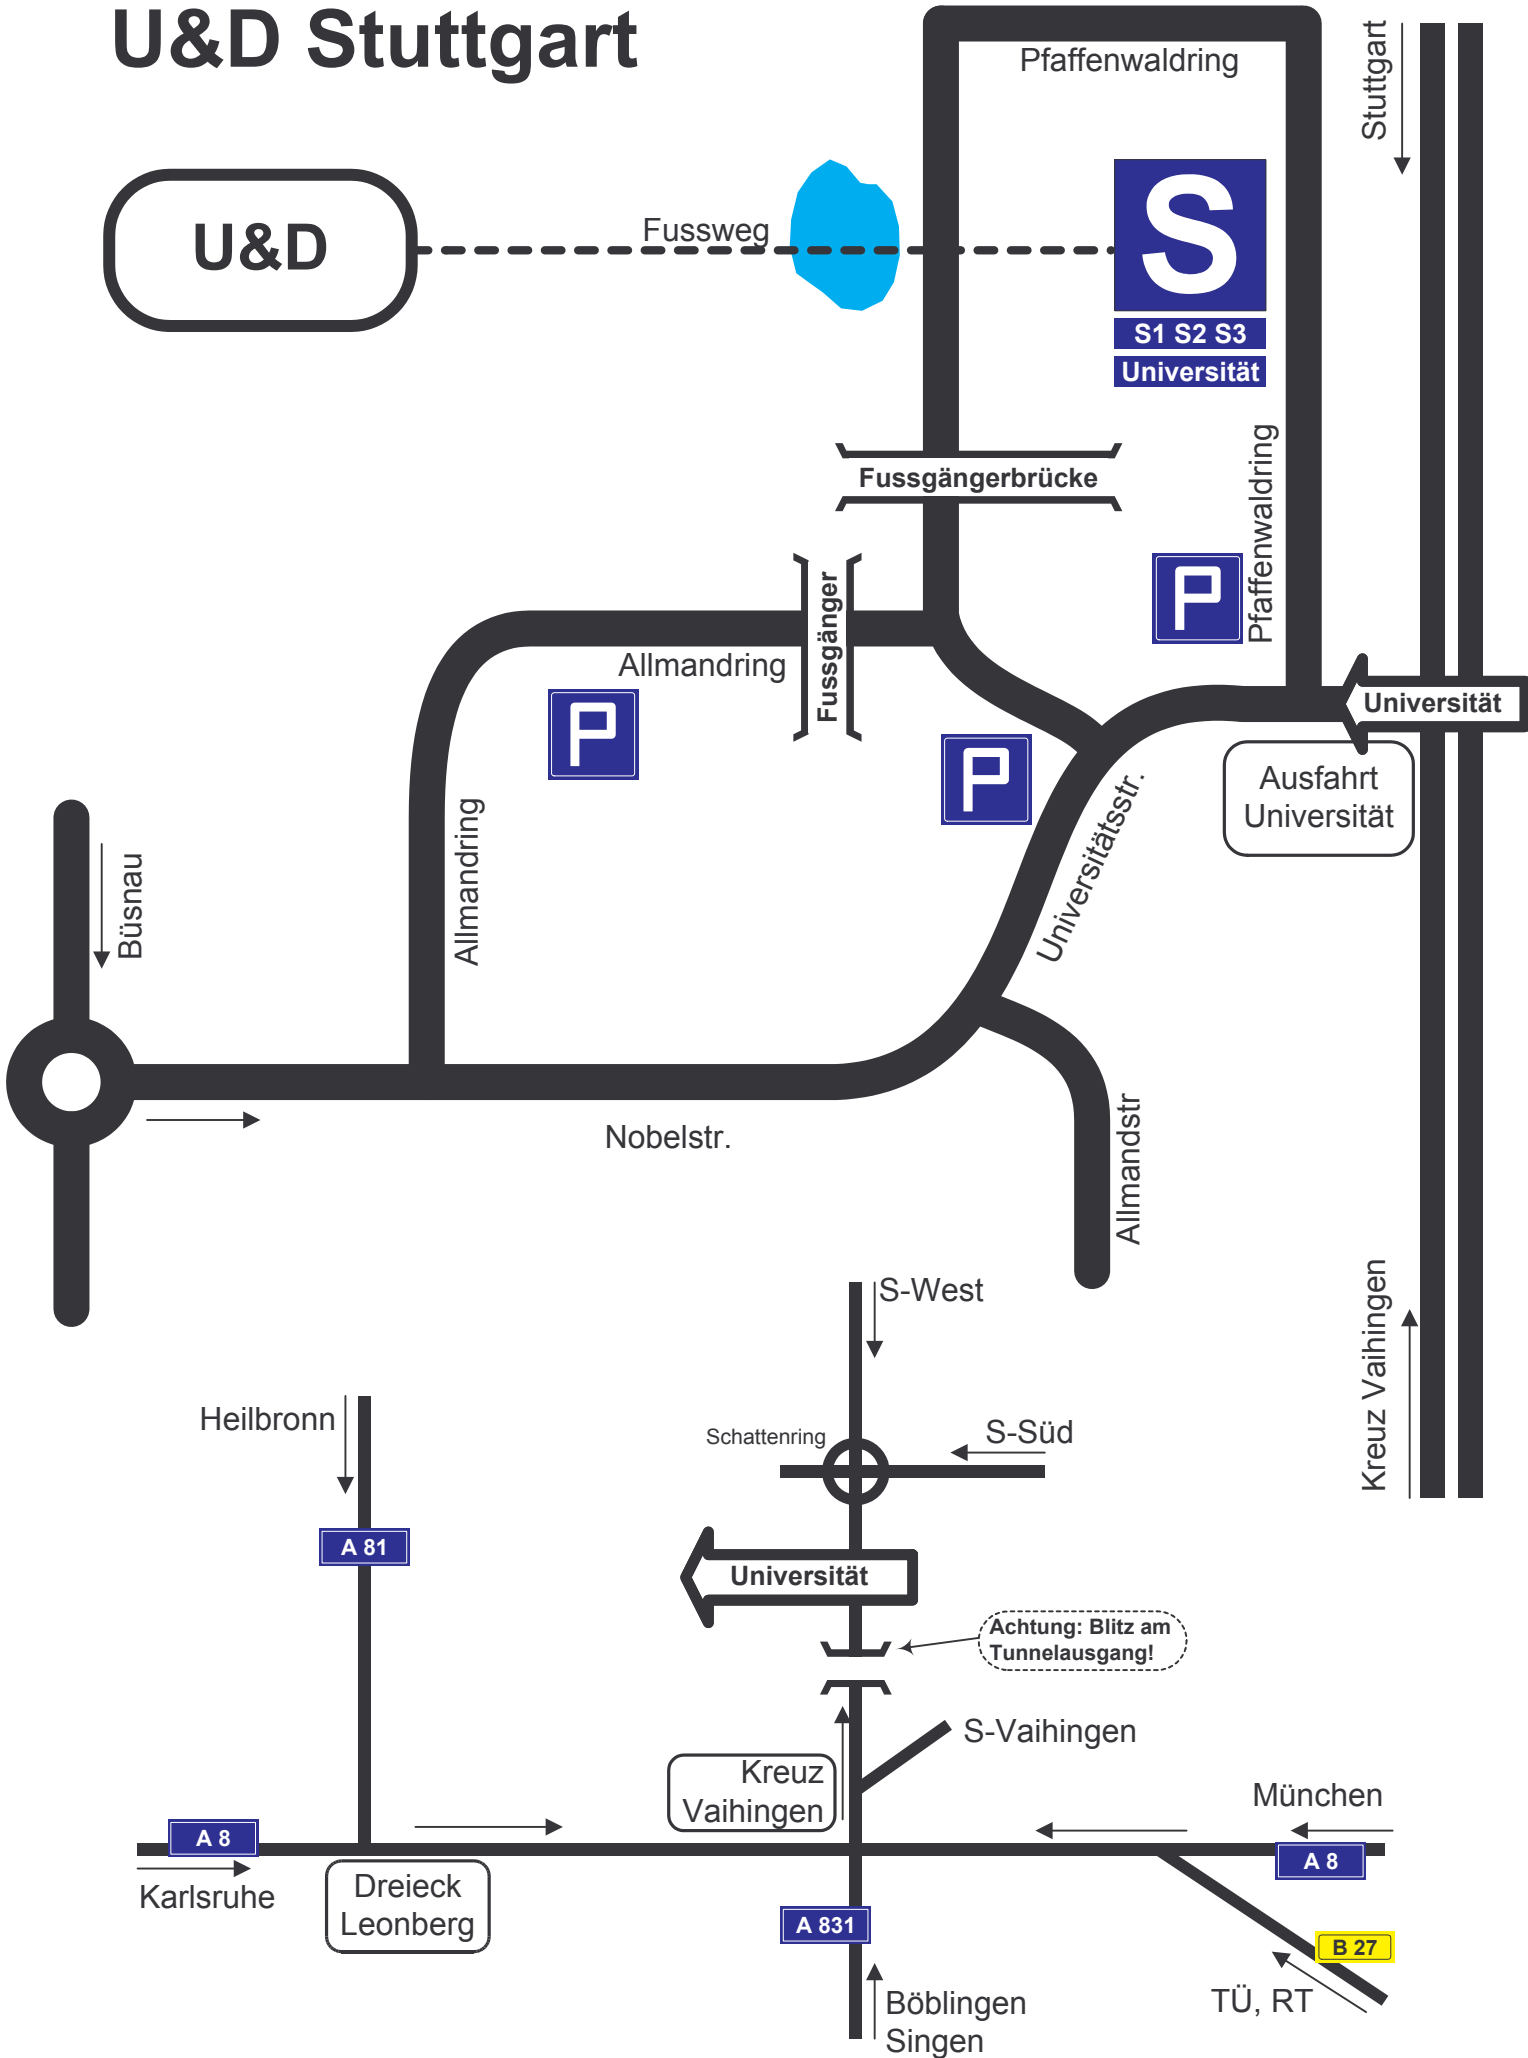 U&D Stuttgart
Pfaffenwaldring
Stuttgart
U&D
Fussweg
S
S1 S2 S3
Universität
Fussgängerbrücke
Pfaffenwaldring
P
Fussgänger
Allmandring
P
P
Universität
Ausfahrt
Universität
Universitätsstr.
Allmandring
Büsnau
Nobelstr.
Allmandstr
Kreuz Vaihingen
S-West
Heilbronn
Schattenring
S-Süd
A 81
Universität
Achtung: Blitz am
Tunnelausgang!
S-Vaihingen
Kreuz
Vaihingen
München
A 8
A 8
Karlsruhe
Dreieck
Leonberg
A 831
B 27
TÜ, RT
Böblingen
Singen